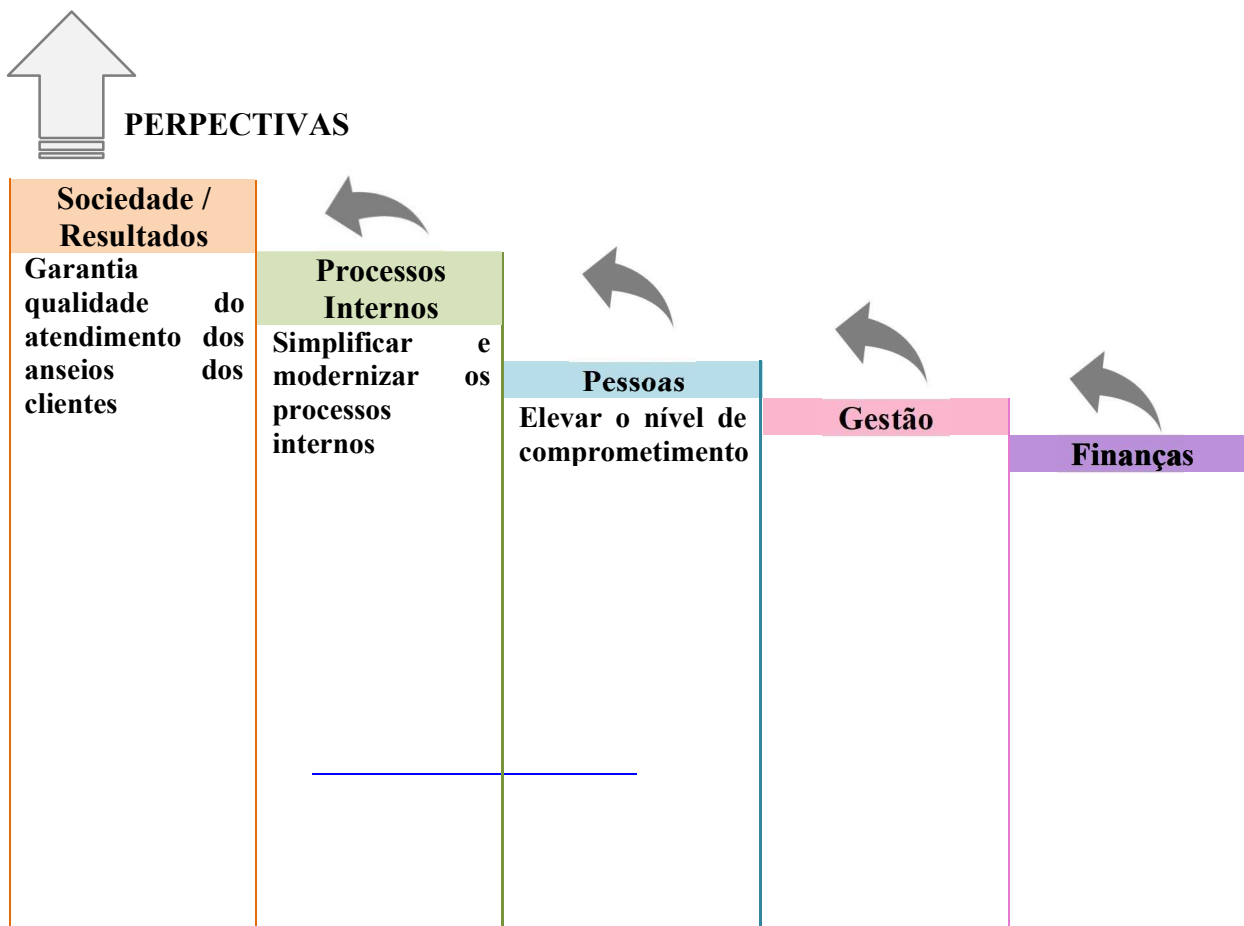 PERPECTIVAS
Sociedade /
Resultados
Garantia
qualidade do
atendimento dos
anseios dos
clientes
Processos
Internos
Simplificar e
modernizar os
processos
internos
Pessoas
Elevar o nível de
comprometimento
Gestão
Finanças